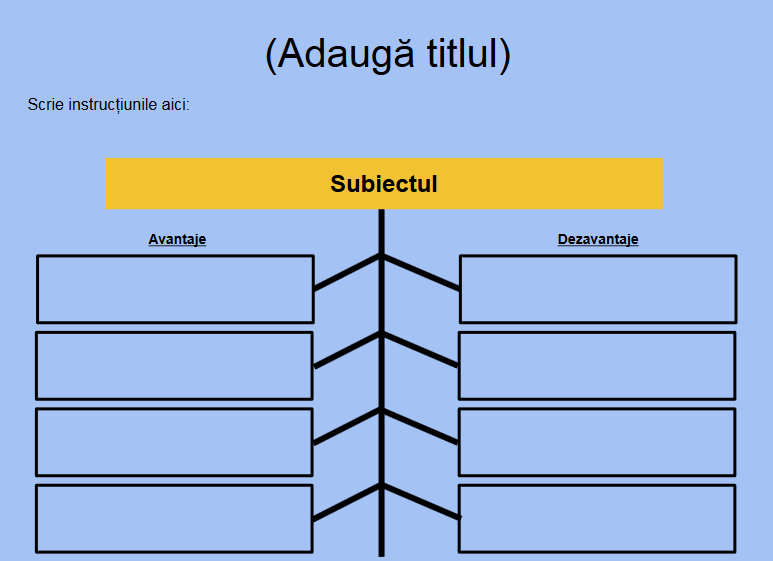 (Adaugă titlul)
Scrie instrucțiunile aici:
Subiectul
Avantaje
Dezavantaje